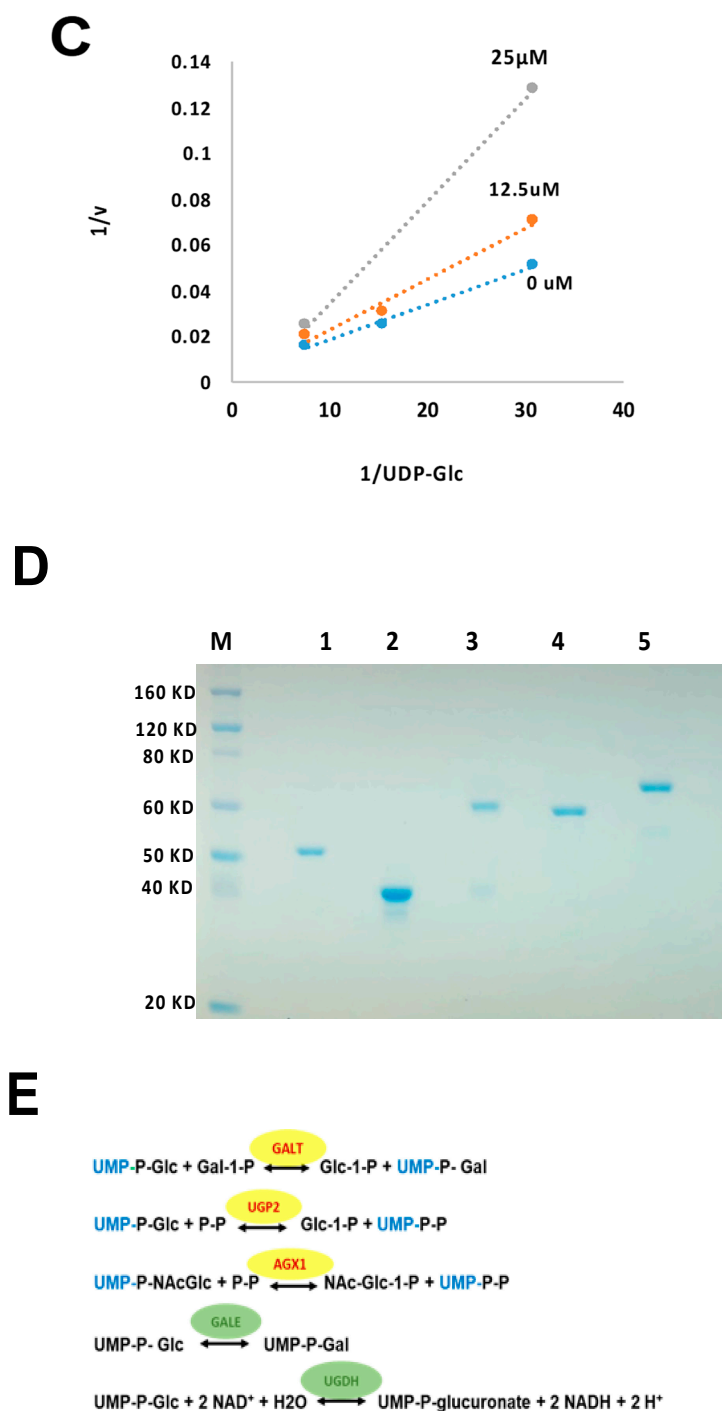 C
0.14
25µM
0.12
0.1
12.5uM
0.08
1/v
0.06
0 uM
0.04
0.02
0
0 10 20 30 40
1/UDP-Glc
D
M 1 2 3 4 5
160 KD
120 KD
80 KD
60 KD
50 KD
40 KD
20 KD
E
GALT
UMP-P-Glc + Gal-1-P Glc-1-P + UMP-P- Gal
UGP2
UMP-P-Glc + P-P Glc-1-P + UMP-P-P
AGX1
UMP-P-NAcGlc + P-P NAc-Glc-1-P + UMP-P-P
GALE
UMP-P- Glc UMP-P-Gal
UGDH
UMP-P-Glc + 2 NAD⁺ + H2O UMP-P-glucuronate + 2 NADH + 2 H⁺